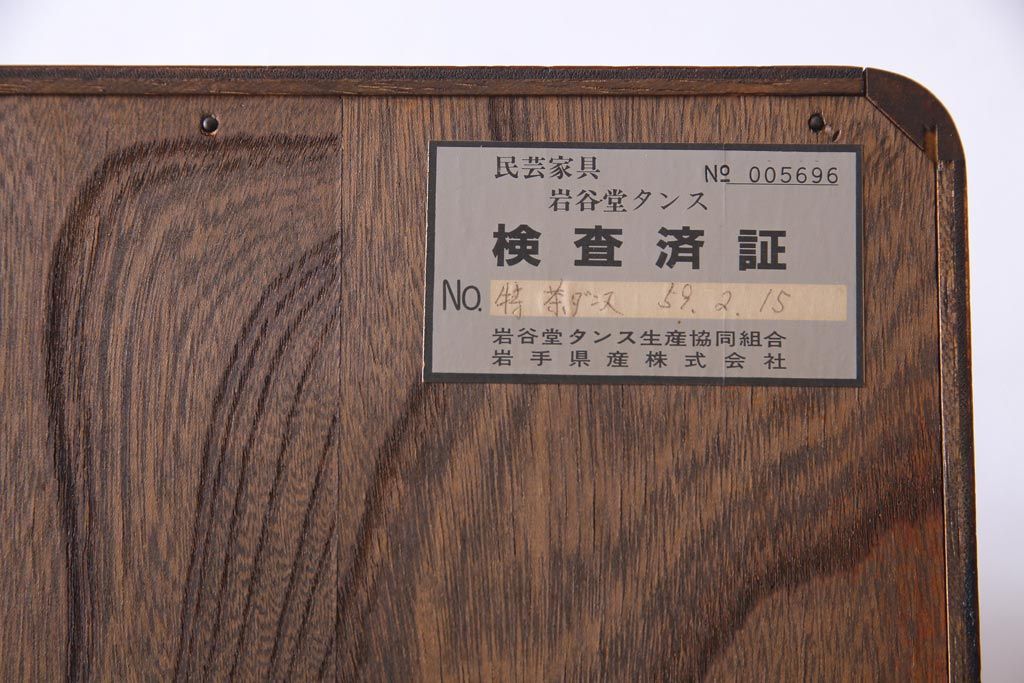 民芸家具
№ 005696
岩谷堂タンス
検査済証
No. 特 茶ダンス 59.2.15
岩谷堂タンス生産協同組合
岩手県産株式会社